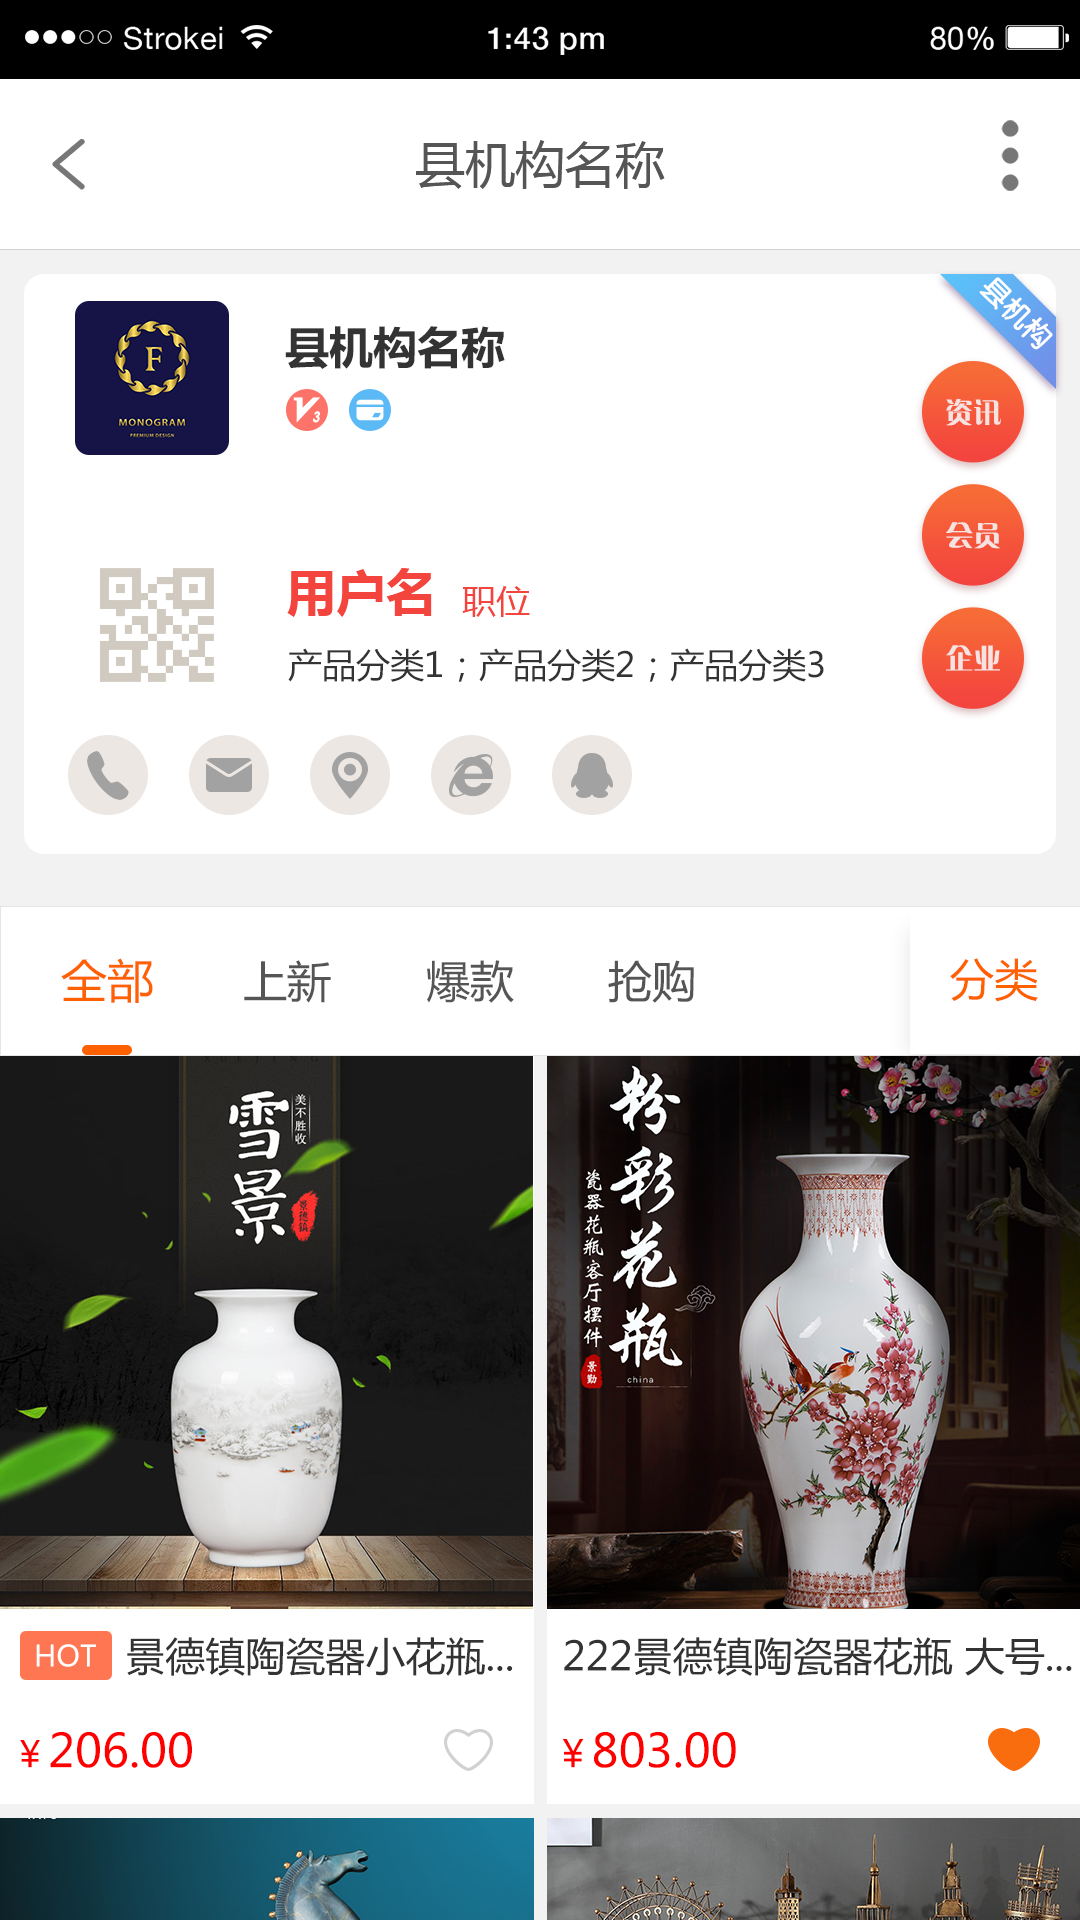 Strokei
1:43 pm
80%
县机构名称
县机构
F
MONOGRAM
PREMIUM DESIGN
县机构名称
V3
资讯
会员
企业
用户名 职位
产品分类1；产品分类2；产品分类3
全部
上新
爆款
抢购
分类
雪景
美不胜收
景德镇
粉彩花瓶
瓷器花瓶客厅摆件
景勤
china
HOT 景德镇陶瓷器小花瓶...
¥ 206.00
222景德镇陶瓷器花瓶 大号...
¥ 803.00